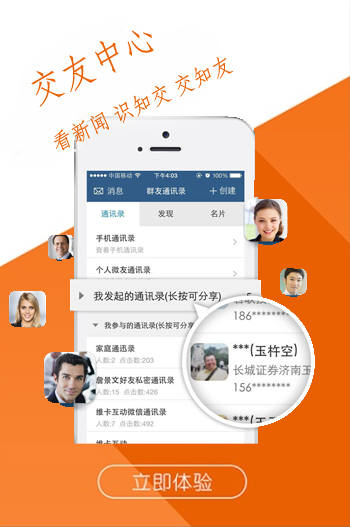 交友中心
看新闻 识知交 交知友
中国移动
下午4:03
消息
群友通讯录
+ 创建
通讯录
发现
名片
手机通讯录
查看手机通讯录
个人微友通讯录
我发起的通讯录(长按可分享)
我参与的通讯录(长按可分享
186********
***(玉杵空)
长城证券济南玉
156********
家庭通讯录
人数:2 点击数:203
詹景文好友私密通讯录
人数;15 点击数:426
维卡互动微信通讯录
人数;7 点击数:492
维卡互动
立即体验